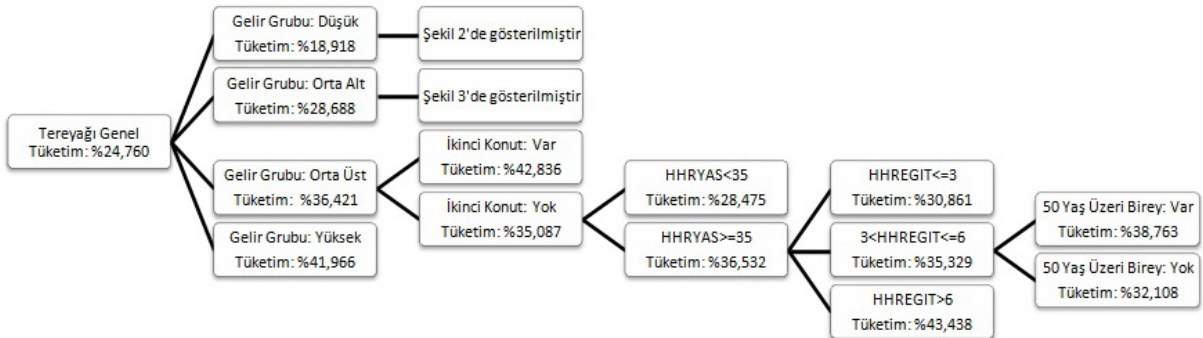 Tereyağı Genel
Tüketim: %24,760
Gelir Grubu: Düşük
Tüketim: %18,918
Şekil 2'de gösterilmiştir
Gelir Grubu: Orta Alt
Tüketim: %28,688
Şekil 3'de gösterilmiştir
Gelir Grubu: Orta Üst
Tüketim: %36,421
Gelir Grubu: Yüksek
Tüketim: %41,966
İkinci Konut: Var
Tüketim: %42,836
İkinci Konut: Yok
Tüketim: %35,087
HHRYAS<35
Tüketim: %28,475
HHRYAS>=35
Tüketim: %36,532
HHREGIT<=3
Tüketim: %30,861
3<HHREGIT<=6
Tüketim: %35,329
HHREGIT>6
Tüketim: %43,438
50 Yaş Üzeri Birey: Var
Tüketim: %38,763
50 Yaş Üzeri Birey: Yok
Tüketim: %32,108